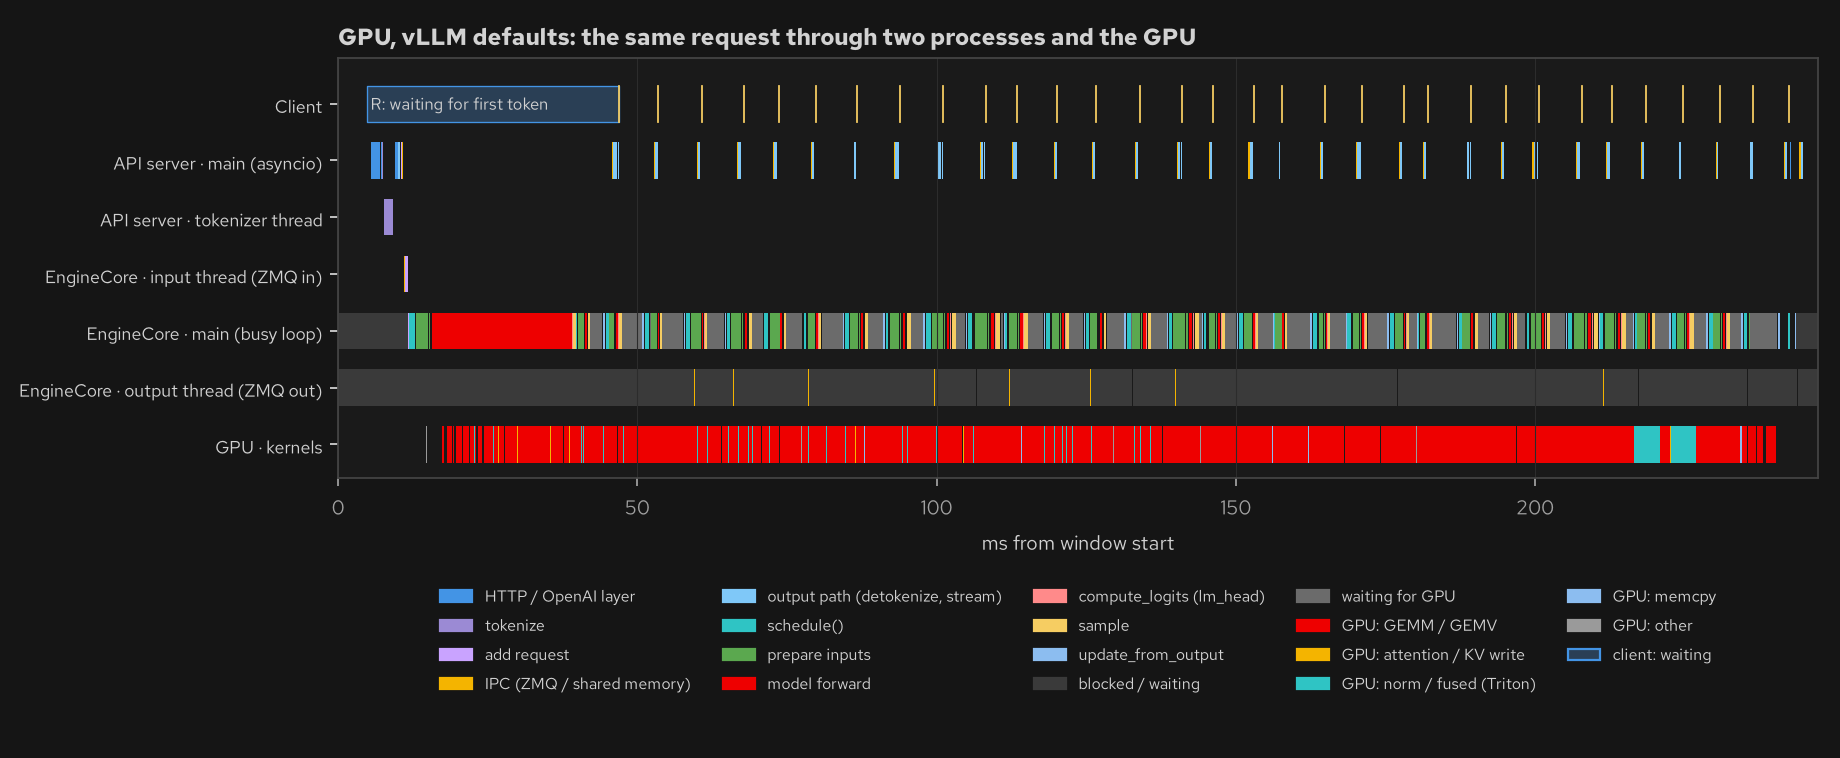 GPU, vLLM defaults: the same request through two processes and the GPU
Client
R: waiting for first token
API server · main (asyncio)
API server · tokenizer thread
EngineCore · input thread (ZMQ in)
EngineCore · main (busy loop)
EngineCore · output thread (ZMQ out)
GPU · kernels
0 50 100 150 200
ms from window start
HTTP / OpenAI layer output path (detokenize, stream) compute_logits (lm_head) waiting for GPU GPU: memcpy
tokenize schedule() sample GPU: GEMM / GEMV GPU: other
add request prepare inputs update_from_output GPU: attention / KV write client: waiting
IPC (ZMQ / shared memory) model forward blocked / waiting GPU: norm / fused (Triton)